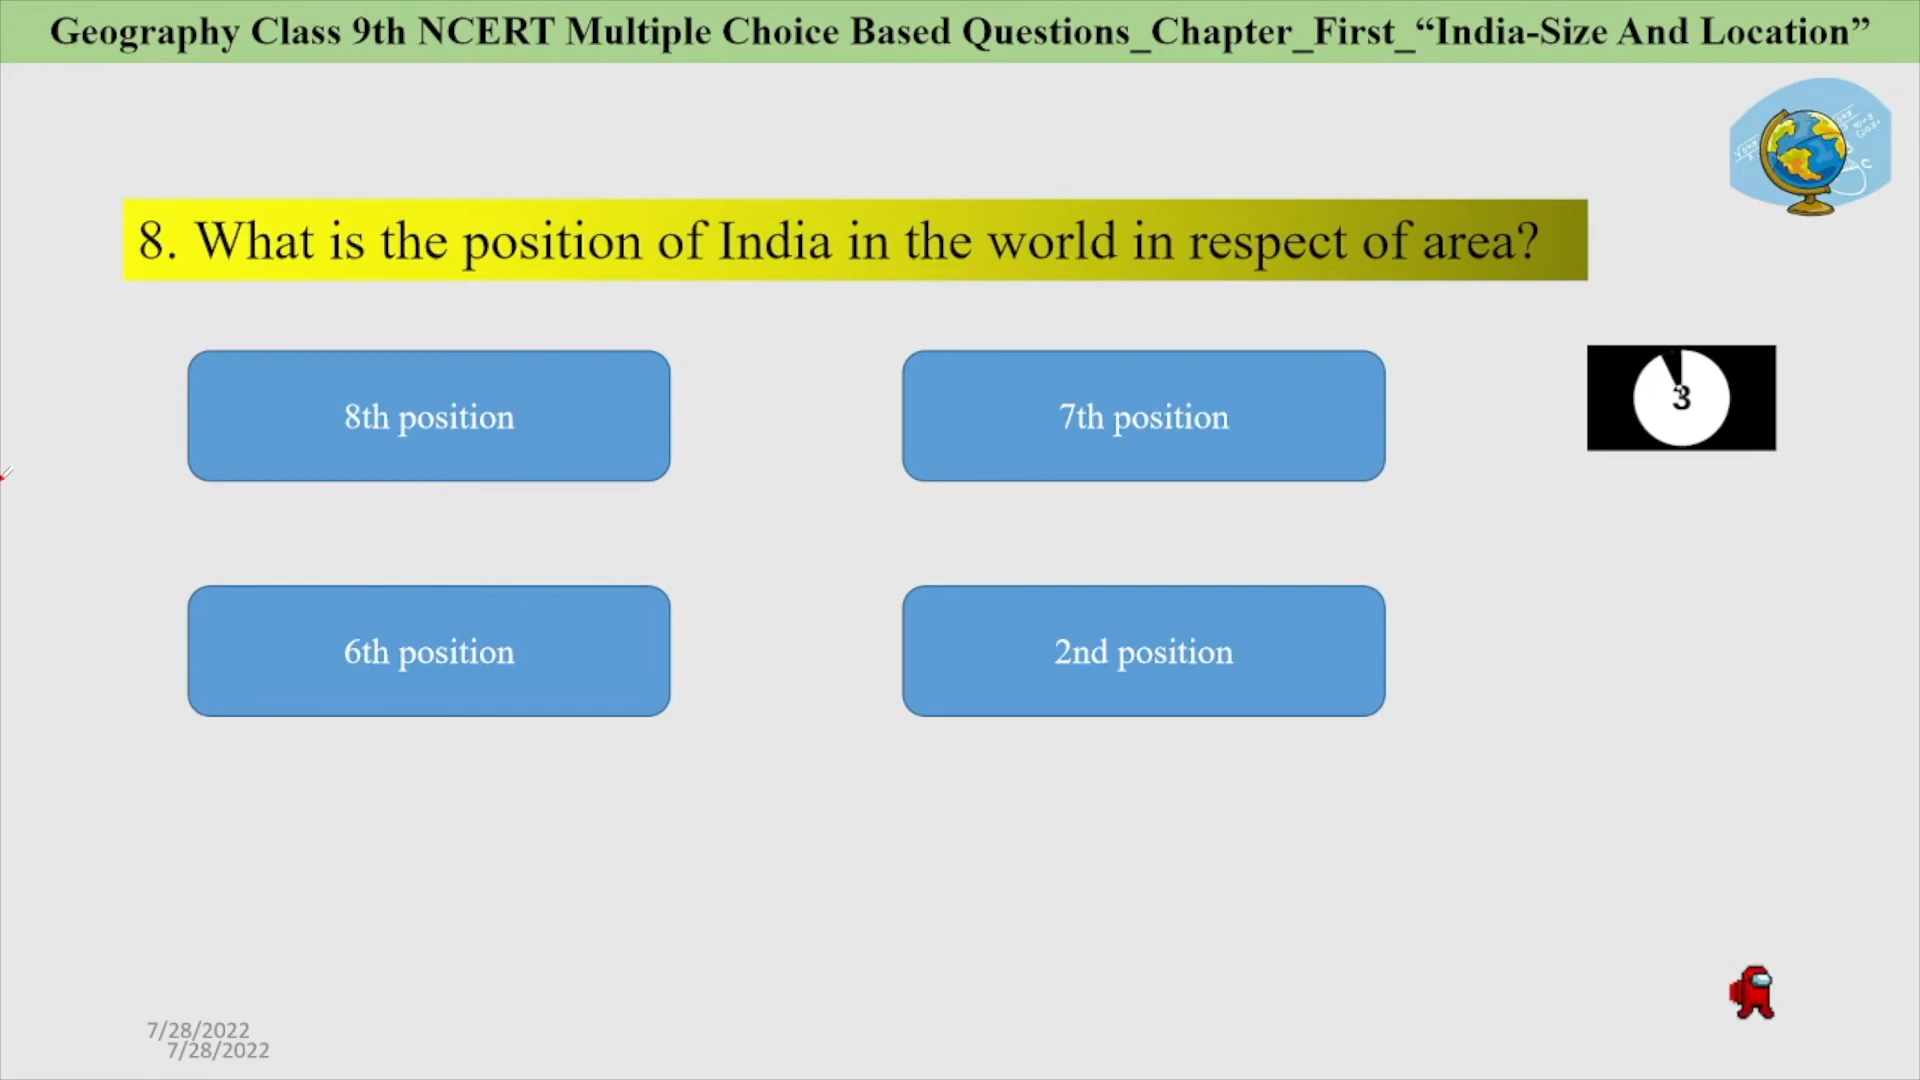 Geography Class 9th NCERT Multiple Choice Based Questions_Chapter_First_“India-Size And Location”
8. What is the position of India in the world in respect of area?
8th position
7th position
3
6th position
2nd position
7/28/2022
7/28/2022